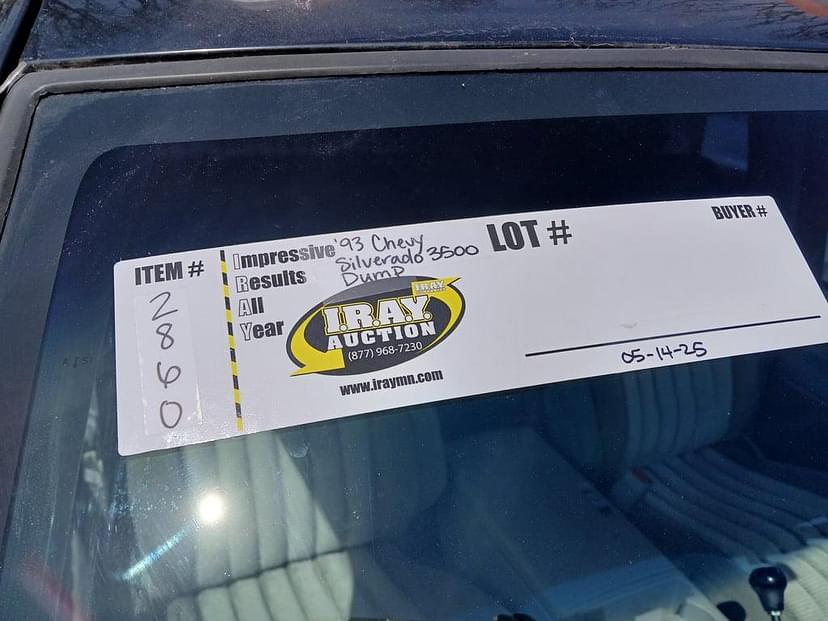 ITEM #
2
8
6
0
Impressive
Results
All
Year
'93 Chevy
Silverado 3500
Dump
LOT #
BUYER #
I.R.A.Y.
I.R.A.Y.
AUCTION
(877) 968-7230
www.iraymn.com
05-14-25